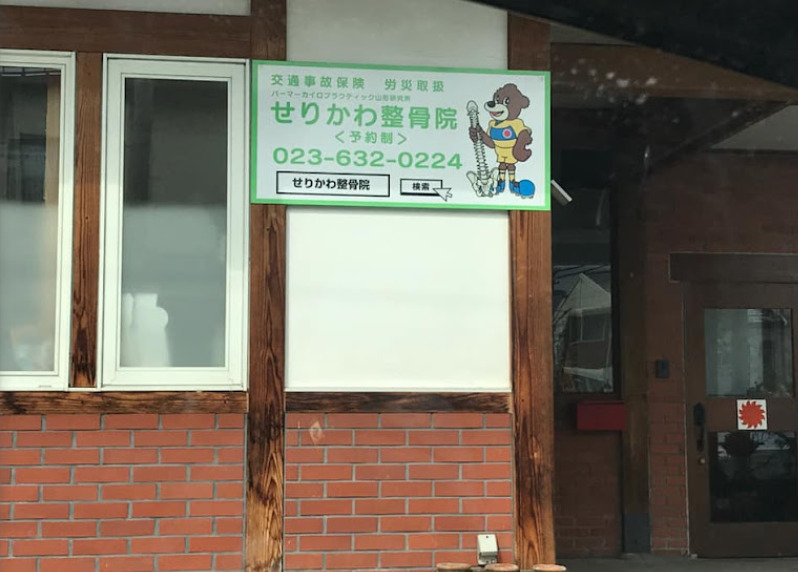 交通事故保険　労災取扱
パーマーカイロプラクティック山形研究所
せりかわ整骨院
＜予約制＞
023-632-0224
せりかわ整骨院　検索